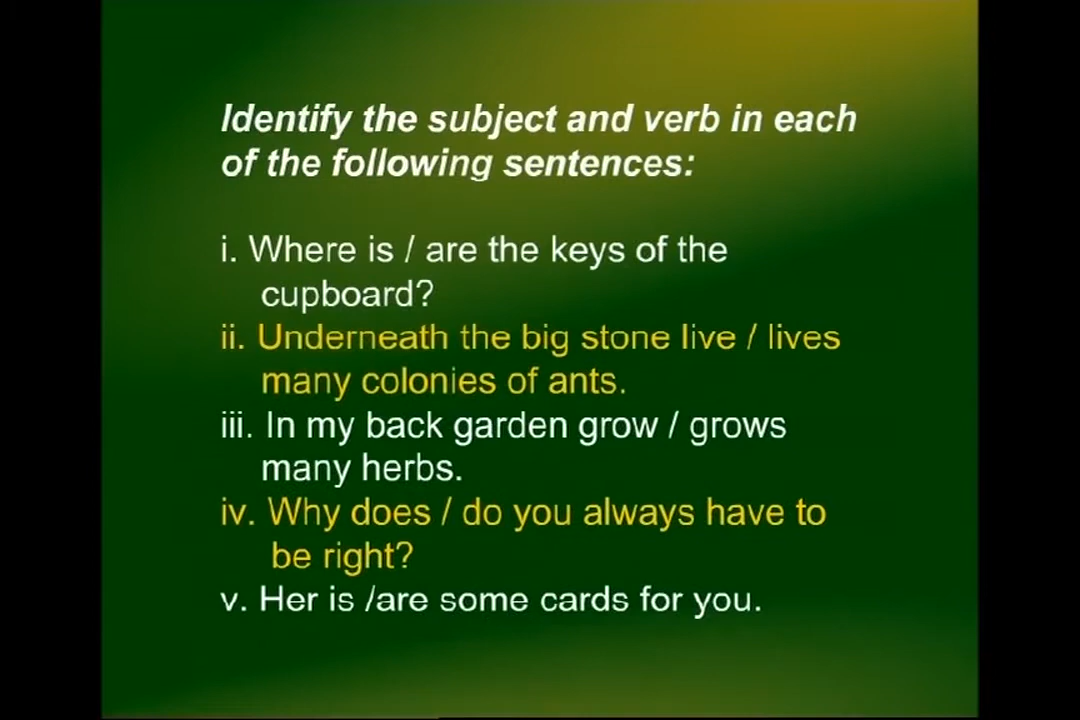 Identify the subject and verb in each
of the following sentences:
i. Where is / are the keys of the
cupboard?
ii. Underneath the big stone live / lives
many colonies of ants.
iii. In my back garden grow / grows
many herbs.
iv. Why does / do you always have to
be right?
v. Her is /are some cards for you.